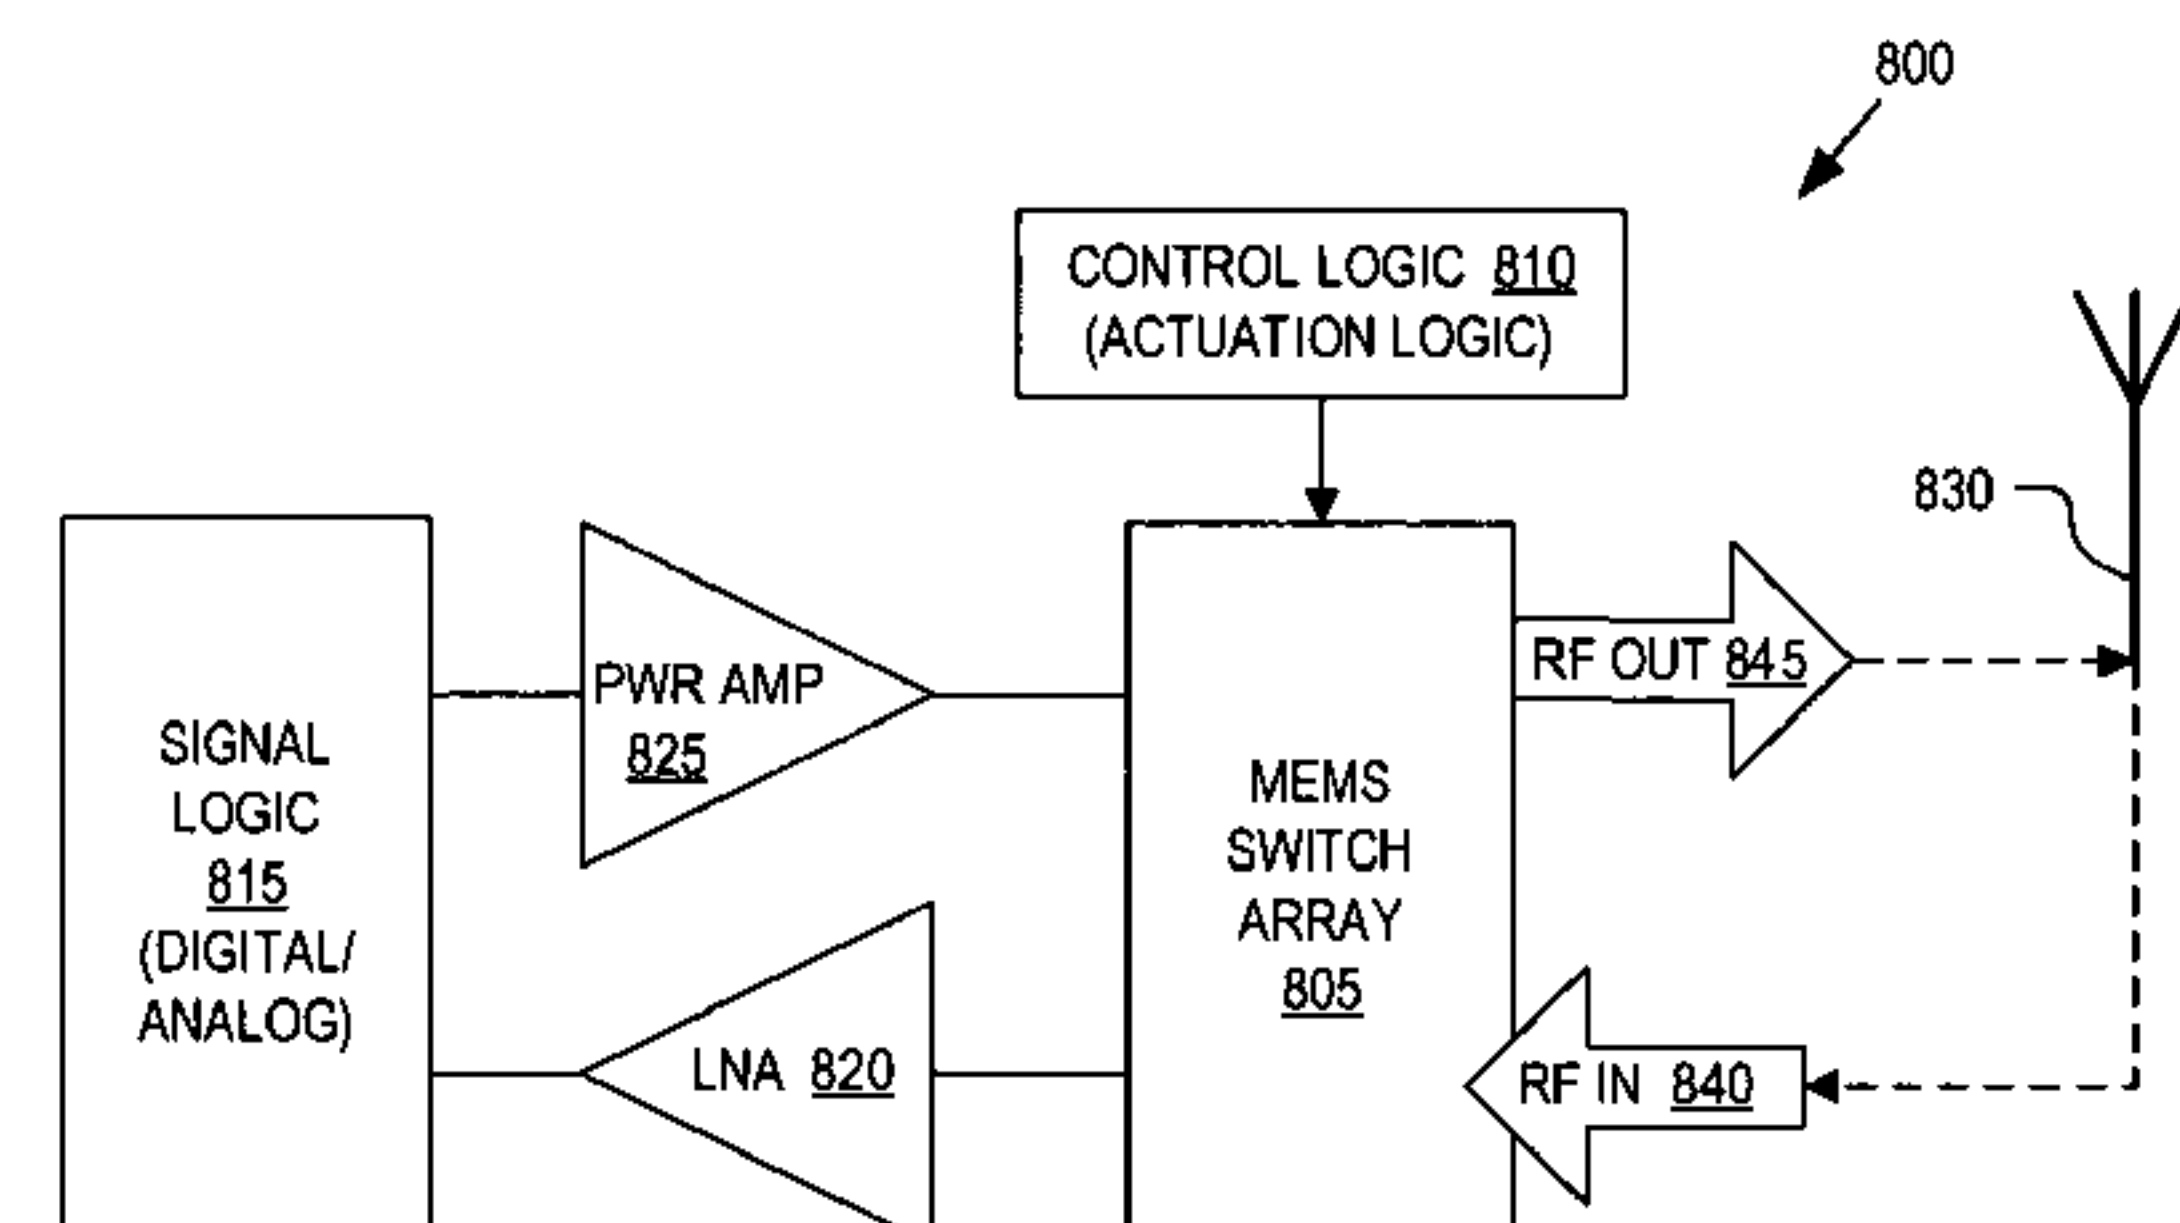 800
CONTROL LOGIC 810
(ACTUATION LOGIC)
830
PWR AMP
825
RF OUT 845
SIGNAL
LOGIC
815
(DIGITAL/
ANALOG)
MEMS
SWITCH
ARRAY
805
LNA 820
RF IN 840